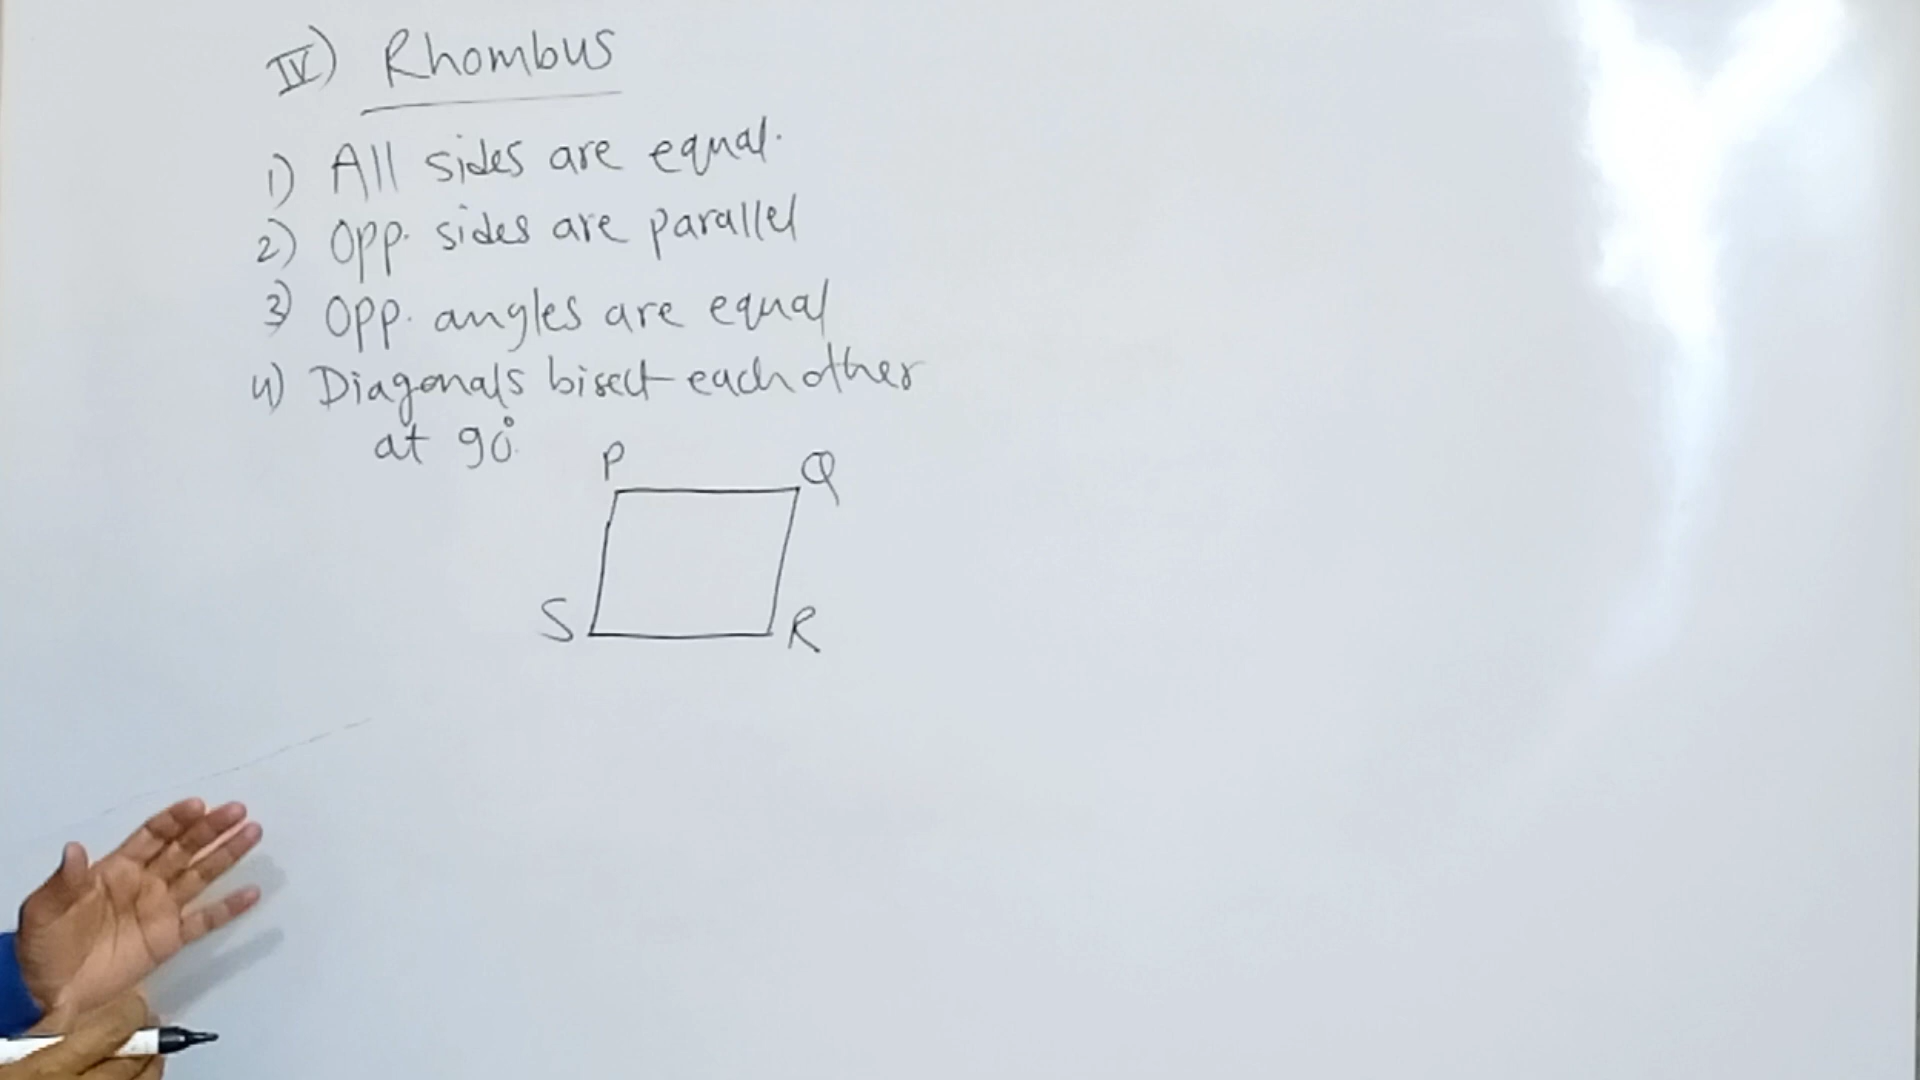 IV) Rhombus
1) All sides are equal.
2) Opp. sides are parallel
3) Opp. angles are equal
4) Diagonals bisect each other
at 90°.
P Q
S R